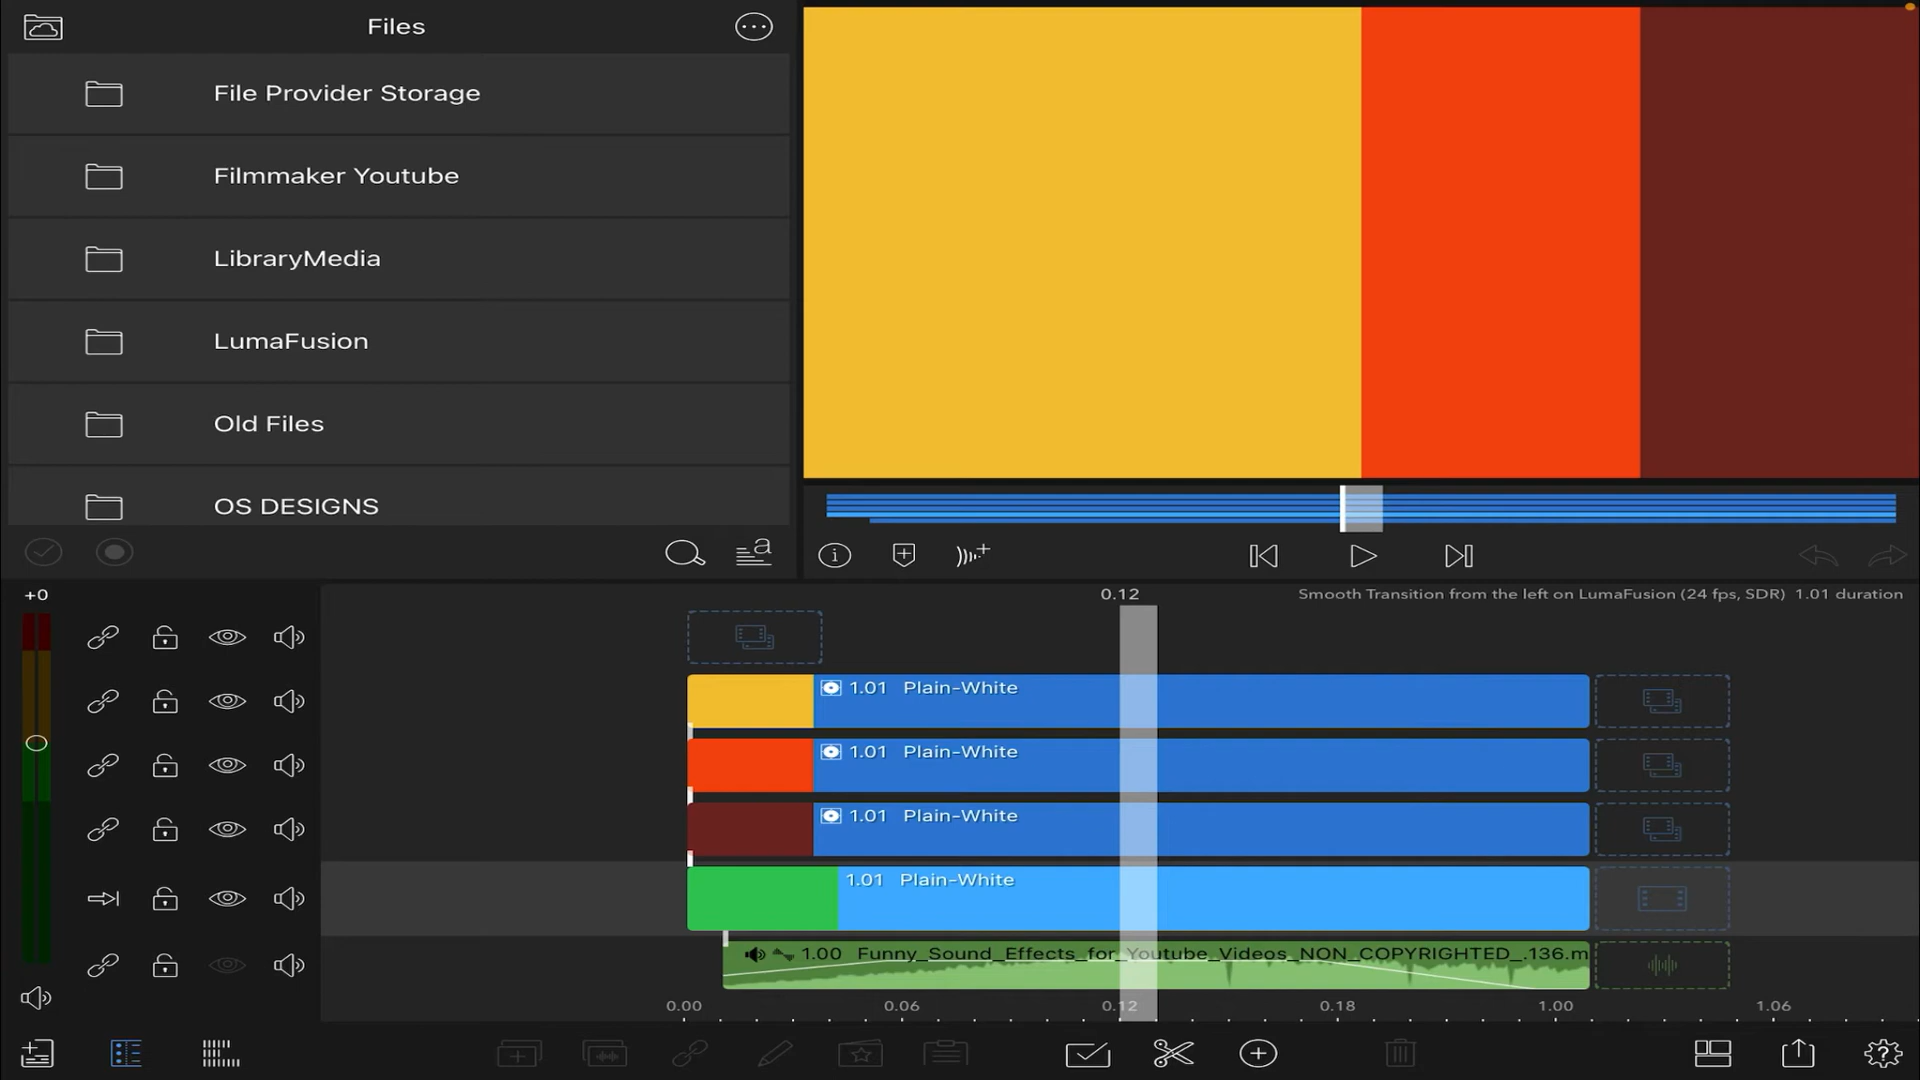 Files
File Provider Storage
Filmmaker Youtube
LibraryMedia
LumaFusion
Old Files
OS DESIGNS
+0
0.12
Smooth Transition from the left on LumaFusion (24 fps, SDR) 1.01 duration
1.01 Plain-White
1.01 Plain-White
1.01 Plain-White
1.01 Plain-White
1.00 Funny_Sound_Effects_for_Youtube_Videos_NON_COPYRIGHTED_.136.m
0.00 0.06 0.12 0.18 1.00 1.06